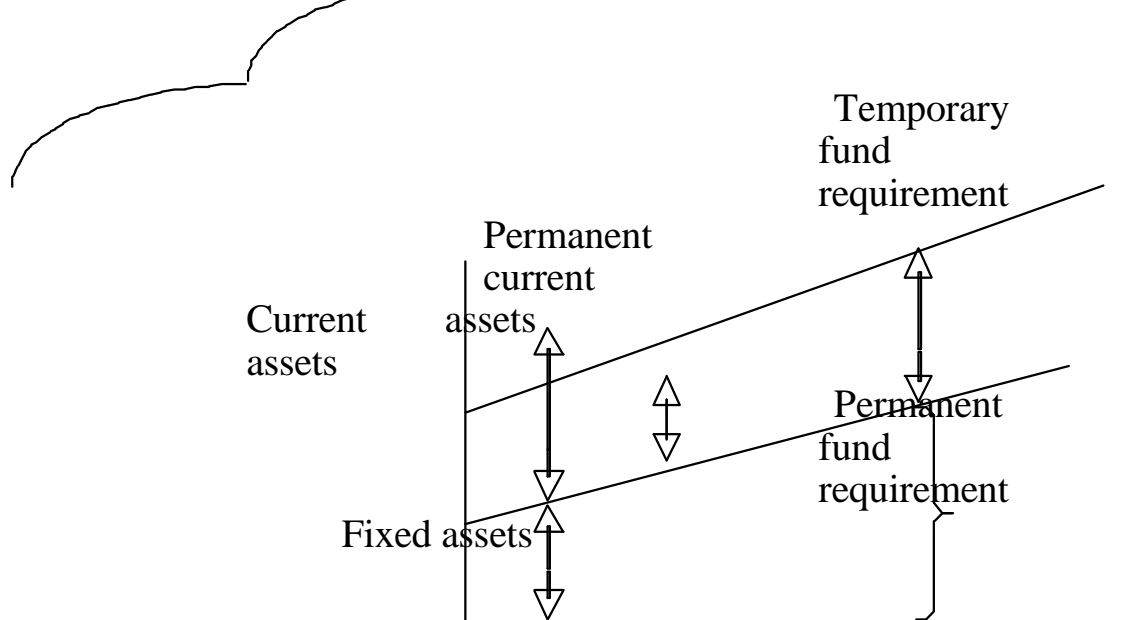 Temporary
fund
requirement
Permanent
current
assets
Current
assets
Permanent
fund
requirement
Fixed assets